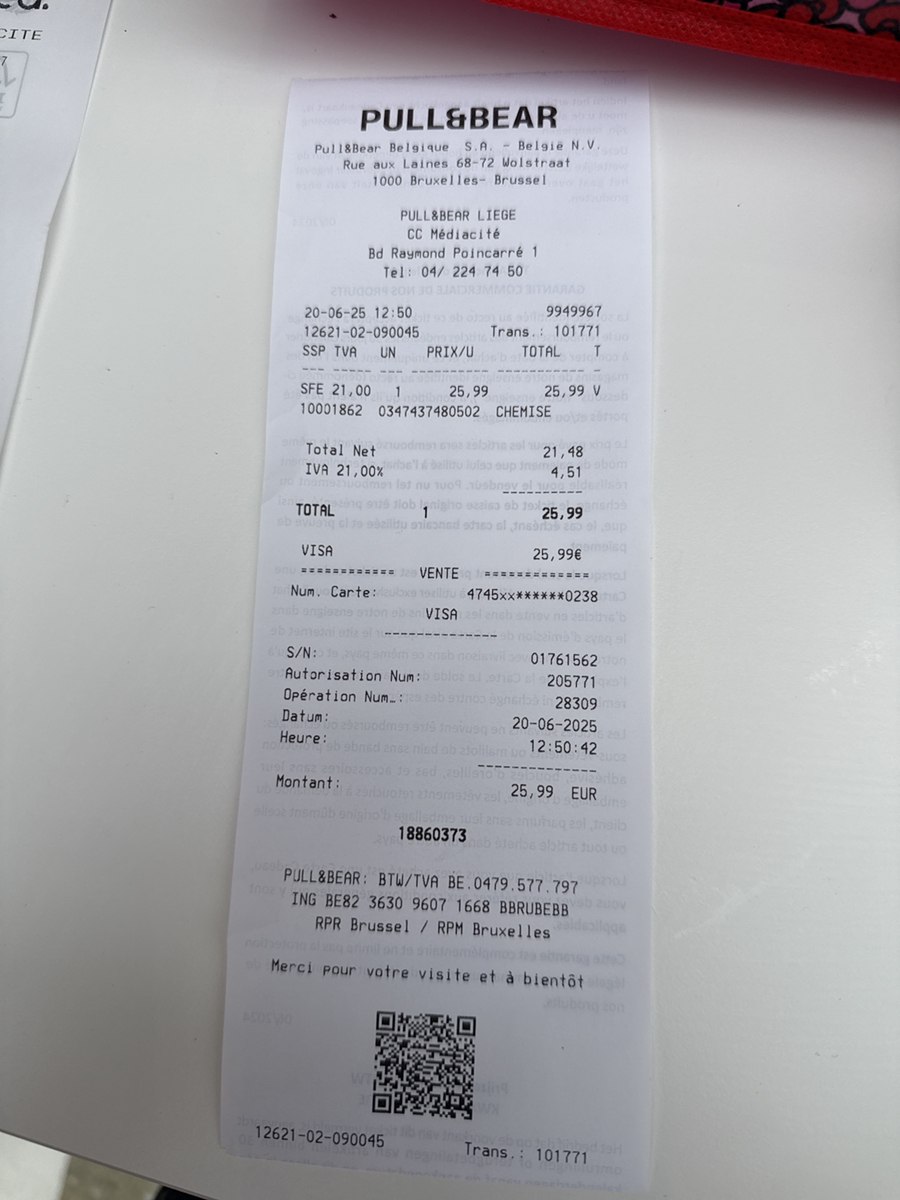 CITE
PULL&BEAR
Pull&Bear Belgique S.A. - België N.V.
Rue aux Laines 68-72 Wolstraat
1000 Bruxelles- Brussel
PULL&BEAR LIEGE
CC Médiacité
Bd Raymond Poincarré 1
Tel: 04/ 224 74 50
20-06-25 12:50 9949967
12621-02-090045 Trans.: 101771
SSP TVA UN PRIX/U TOTAL T
--- ----- --- ---------- ----------- -
SFE 21,00 1 25,99 25,99 V
10001862 0347437480502 CHEMISE
Total Net 21,48
IVA 21,00% 4,51
----------
TOTAL 1 25,99
VISA 25,99€
============ VENTE =============
Num. Carte: 4745xx******0238
VISA
--------------
S/N: 01761562
Autorisation Num: 205771
Opération Num.: 28309
Datum: 20-06-2025
Heure: 12:50:42
--------------
Montant: 25,99 EUR
18860373
PULL&BEAR: BTW/TVA BE.0479.577.797
ING BE82 3630 9607 1668 BBRUBEBB
RPR Brussel / RPM Bruxelles
Merci pour votre visite et à bientôt
12621-02-090045 Trans.: 101771